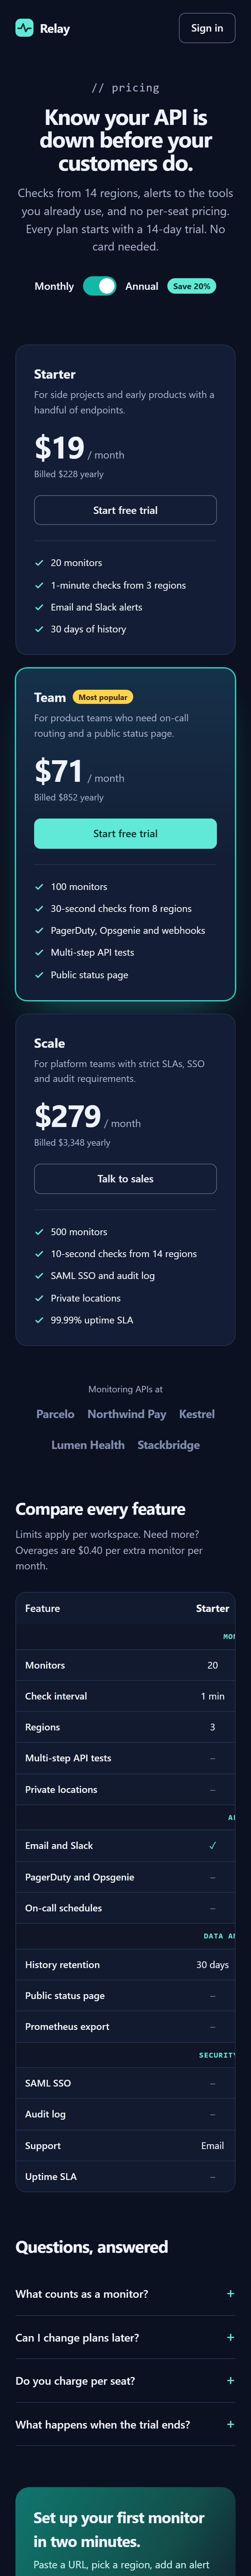 Relay
Sign in
// pricing
Know your API is
down before your
customers do.
Checks from 14 regions, alerts to the tools
you already use, and no per-seat pricing.
Every plan starts with a 14-day trial. No
card needed.
Monthly Annual Save 20%
Starter
For side projects and early products with a
handful of endpoints.
$19 / month
Billed $228 yearly
Start free trial
20 monitors
1-minute checks from 3 regions
Email and Slack alerts
30 days of history
Team Most popular
For product teams who need on-call
routing and a public status page.
$71 / month
Billed $852 yearly
Start free trial
100 monitors
30-second checks from 8 regions
PagerDuty, Opsgenie and webhooks
Multi-step API tests
Public status page
Scale
For platform teams with strict SLAs, SSO
and audit requirements.
$279 / month
Billed $3,348 yearly
Talk to sales
500 monitors
10-second checks from 14 regions
SAML SSO and audit log
Private locations
99.99% uptime SLA
Monitoring APIs at
Parcelo Northwind Pay Kestrel
Lumen Health Stackbridge
Compare every feature
Limits apply per workspace. Need more?
Overages are $0.40 per extra monitor per
month.
Feature Starter
MON
Monitors 20
Check interval 1 min
Regions 3
Multi-step API tests –
Private locations –
Email and Slack ✓
PagerDuty and Opsgenie –
On-call schedules –
DATA AN
History retention 30 days
Public status page –
Prometheus export –
SECURITY
SAML SSO –
Audit log –
Support Email
Uptime SLA –
Questions, answered
What counts as a monitor? +
Can I change plans later? +
Do you charge per seat? +
What happens when the trial ends? +
Set up your first monitor
in two minutes.
Paste a URL, pick a region, add an alert